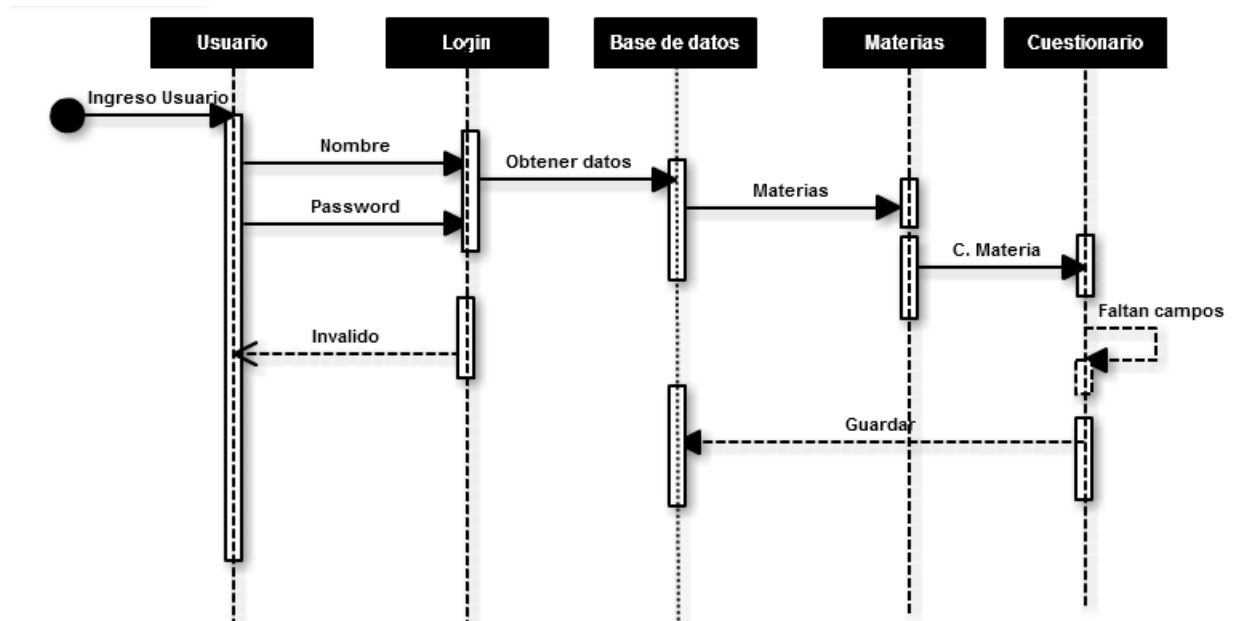 Usuario
Login
Base de datos
Materias
Cuestionario
Ingreso Usuario
Nombre
Obtener datos
Materias
Password
C. Materia
Faltan campos
Invalido
Guardar